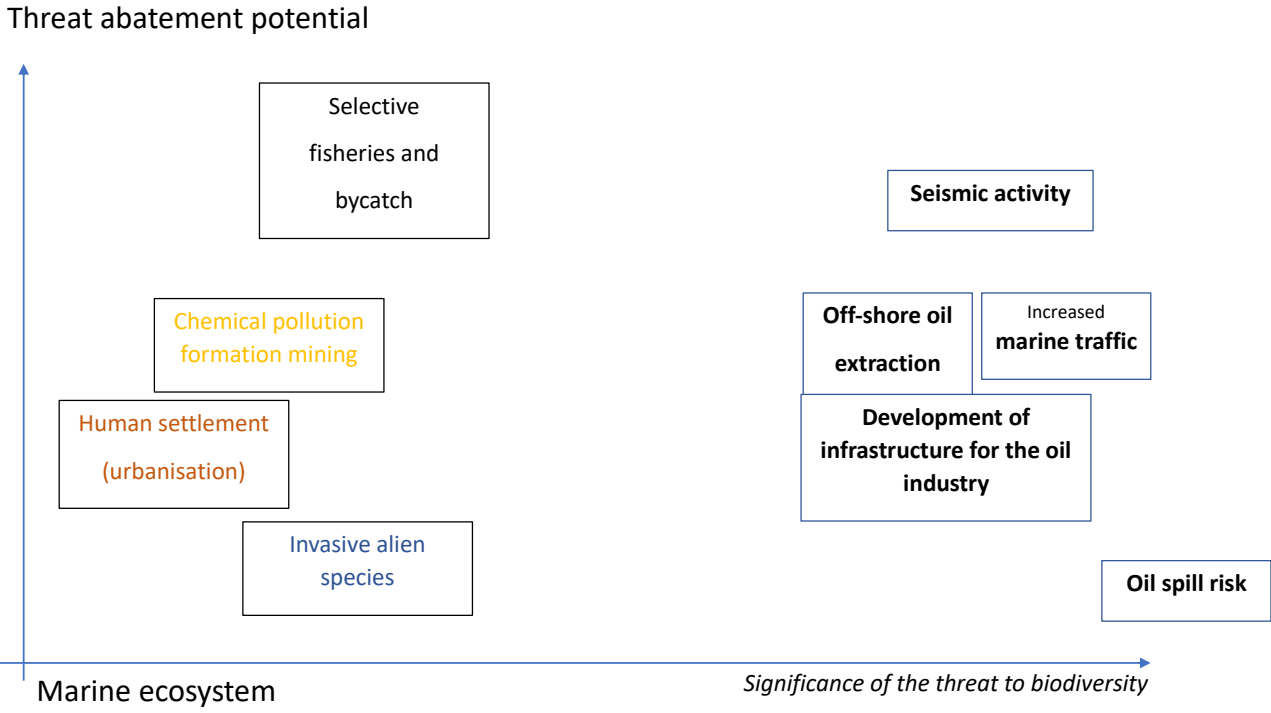 Threat abatement potential
Selective
fisheries and
bycatch
Seismic activity
Chemical pollution
formation mining
Off-shore oil
extraction
Increased
marine traffic
Human settlement
(urbanisation)
Development of
infrastructure for the oil
industry
Invasive alien
species
Oil spill risk
Marine ecosystem
Significance of the threat to biodiversity